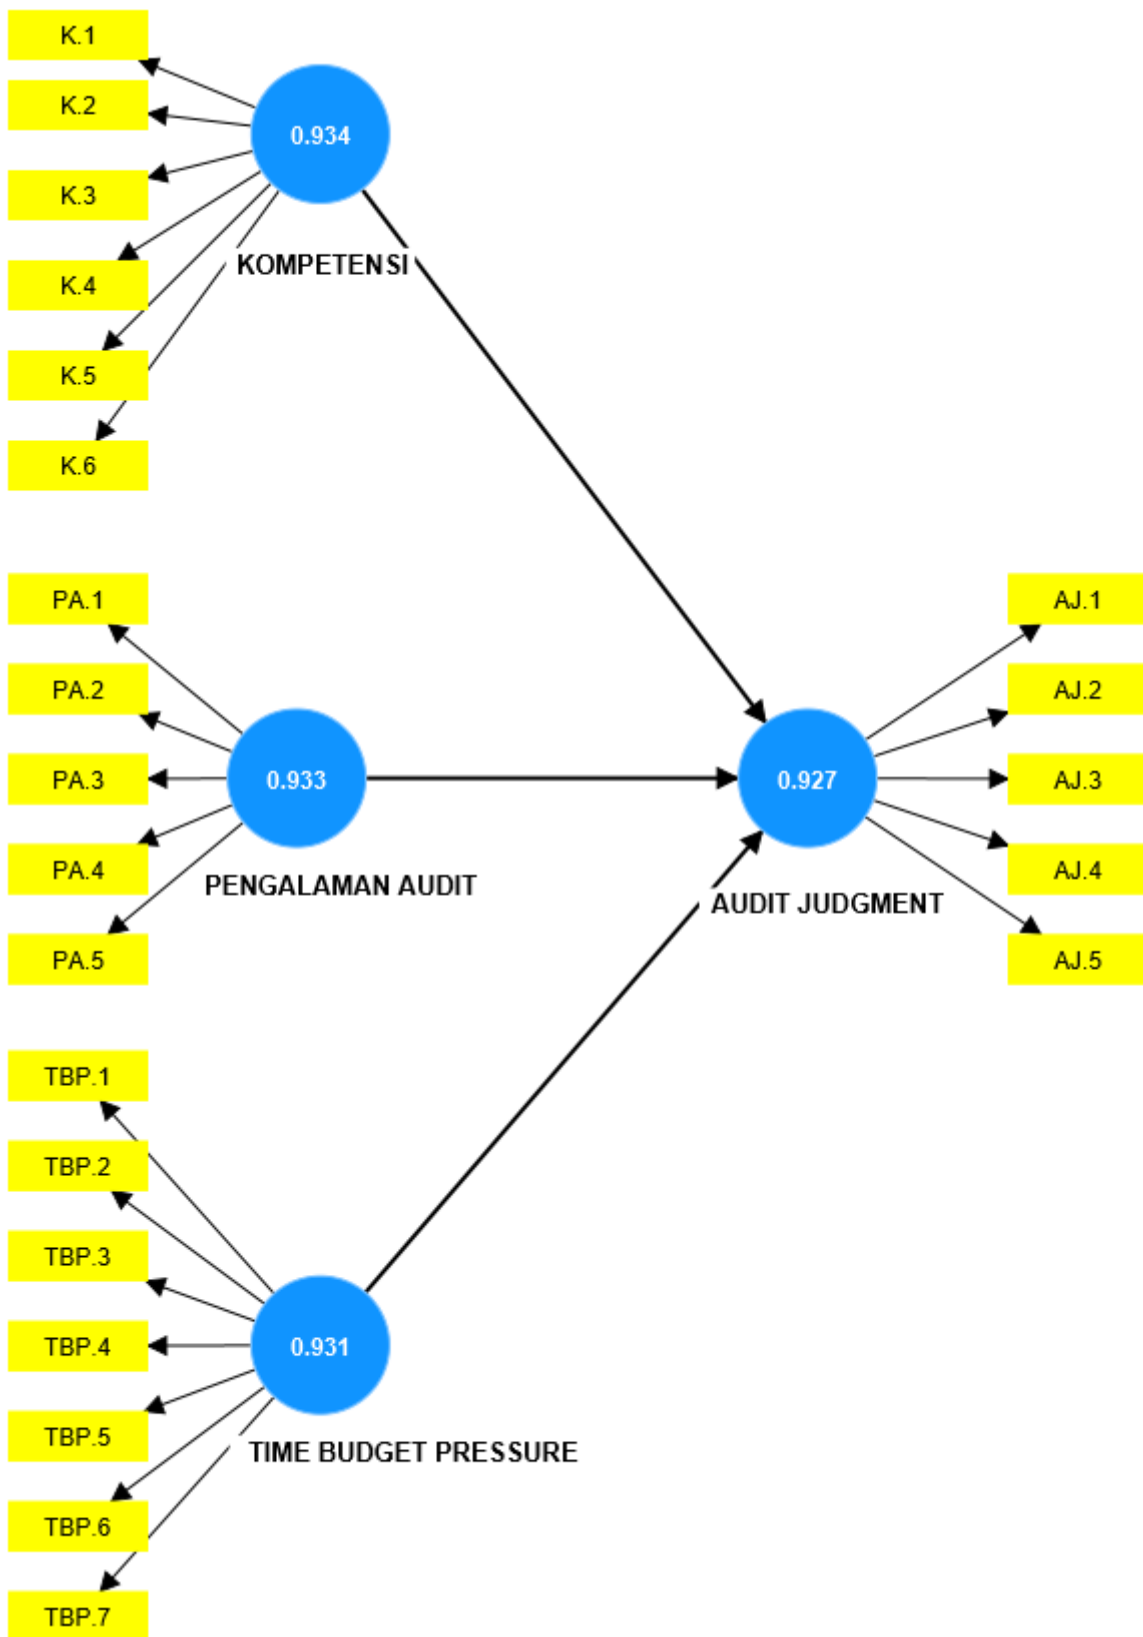 K.1
K.2
K.3
K.4
K.5
K.6
0.934
KOMPETENSI
PA.1
PA.2
PA.3
PA.4
PA.5
0.933
PENGALAMAN AUDIT
TBP.1
TBP.2
TBP.3
TBP.4
TBP.5
TBP.6
TBP.7
0.931
TIME BUDGET PRESSURE
0.927
AUDIT JUDGMENT
AJ.1
AJ.2
AJ.3
AJ.4
AJ.5